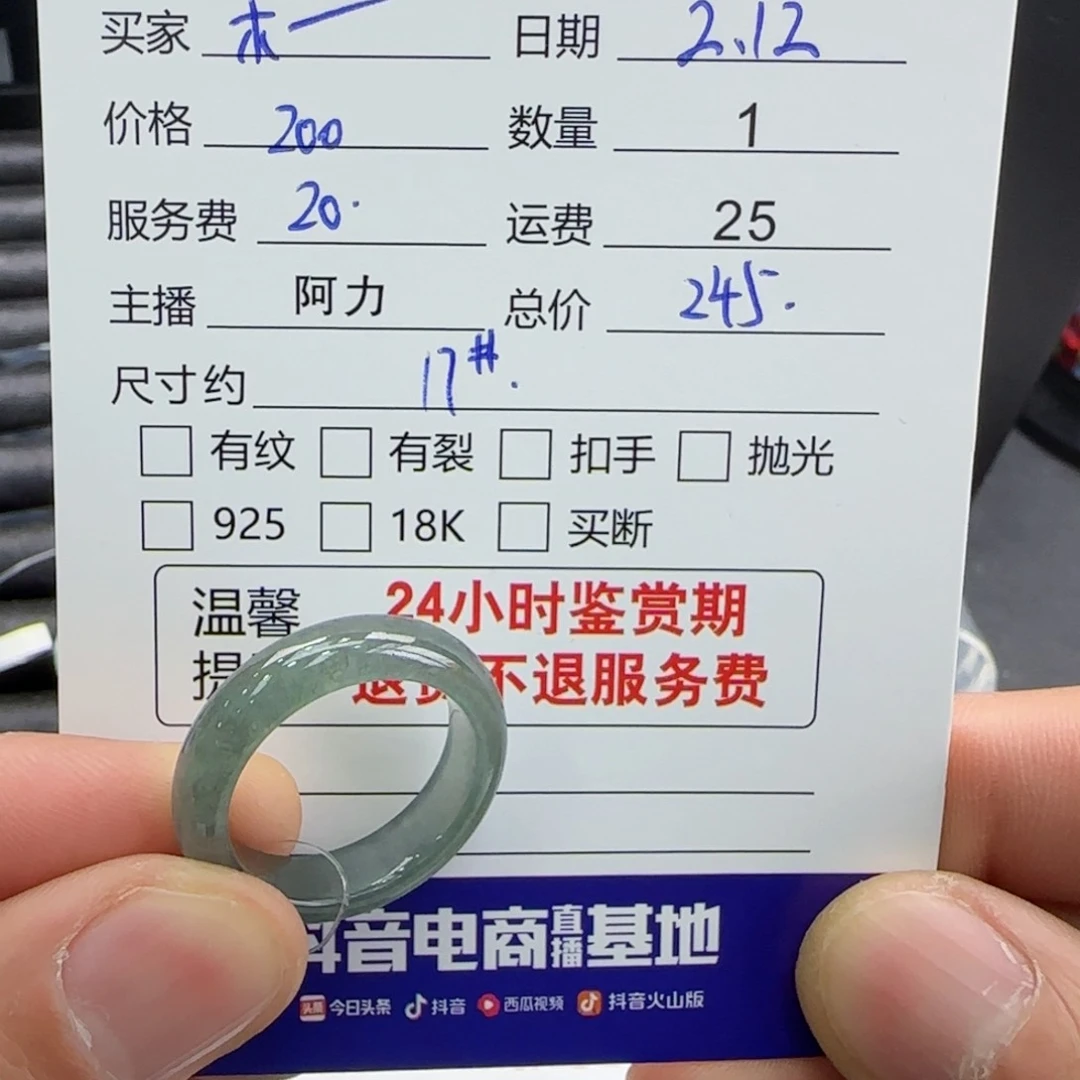 买家 木一 日期 2.12
价格 200 数量 1
服务费 20. 运费 25
主播 阿力 总价 245.
尺寸约 17#.
有纹 有裂 扣手 抛光
925 18K 买断
温馨 24小时鉴赏期
提 退货不退服务费
抖音电商直播基地
头条 今日头条 抖音 西瓜视频 抖音火山版